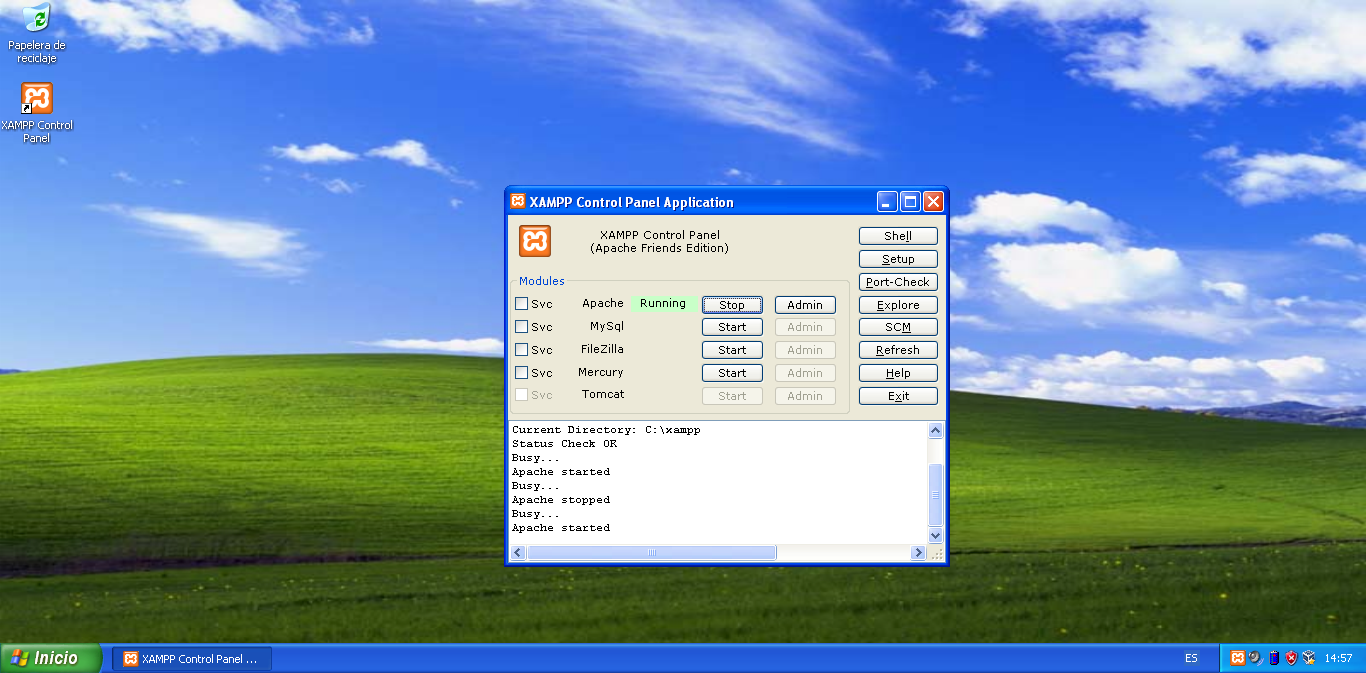 Papelera de
reciclaje
XAMPP Control
Panel
XAMPP Control Panel Application
XAMPP Control Panel
(Apache Friends Edition)
Shell
Setup
Port-Check
Explore
SCM
Refresh
Help
Exit
Modules
Svc Apache Running Stop Admin
Svc MySql Start Admin
Svc FileZilla Start Admin
Svc Mercury Start Admin
Svc Tomcat Start Admin
Current Directory: C:\xampp
Status Check OK
Busy...
Apache started
Busy...
Apache stopped
Busy...
Apache started
Inicio
XAMPP Control Panel ...
ES
14:57